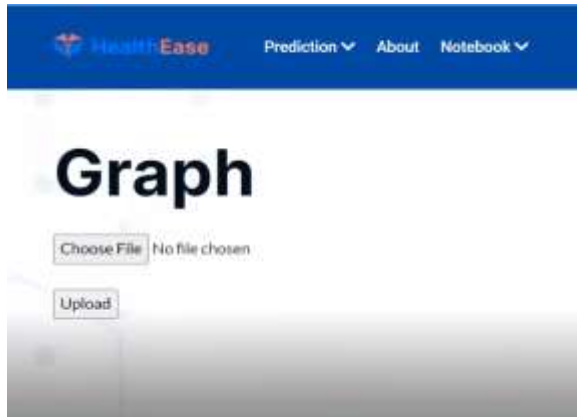 HealthEase Prediction About Notebook
Graph
Choose File No file chosen
Upload